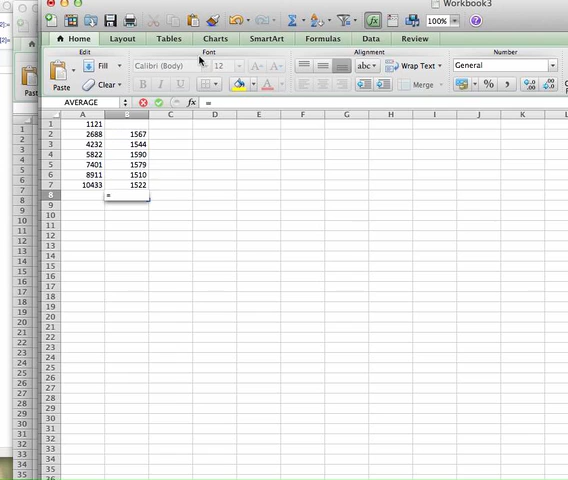 Workbook3
100%
Home Layout Tables Charts SmartArt Formulas Data Review
Edit Font Alignment Number
Paste Fill Clear Calibri (Body) 12 abc Wrap Text Merge General
B I U A A A % ,
AVERAGE fx =
A B C D E F G H I J K L
1 1121
2 2688 1567
3 4232 1544
4 5822 1590
5 7401 1579
6 8911 1510
7 10433 1522
8 =
9
10
11
12
13
14
15
16
17
18
19
20
21
22
23
24
25
26
27
28
29
30
31
32
33
34
35